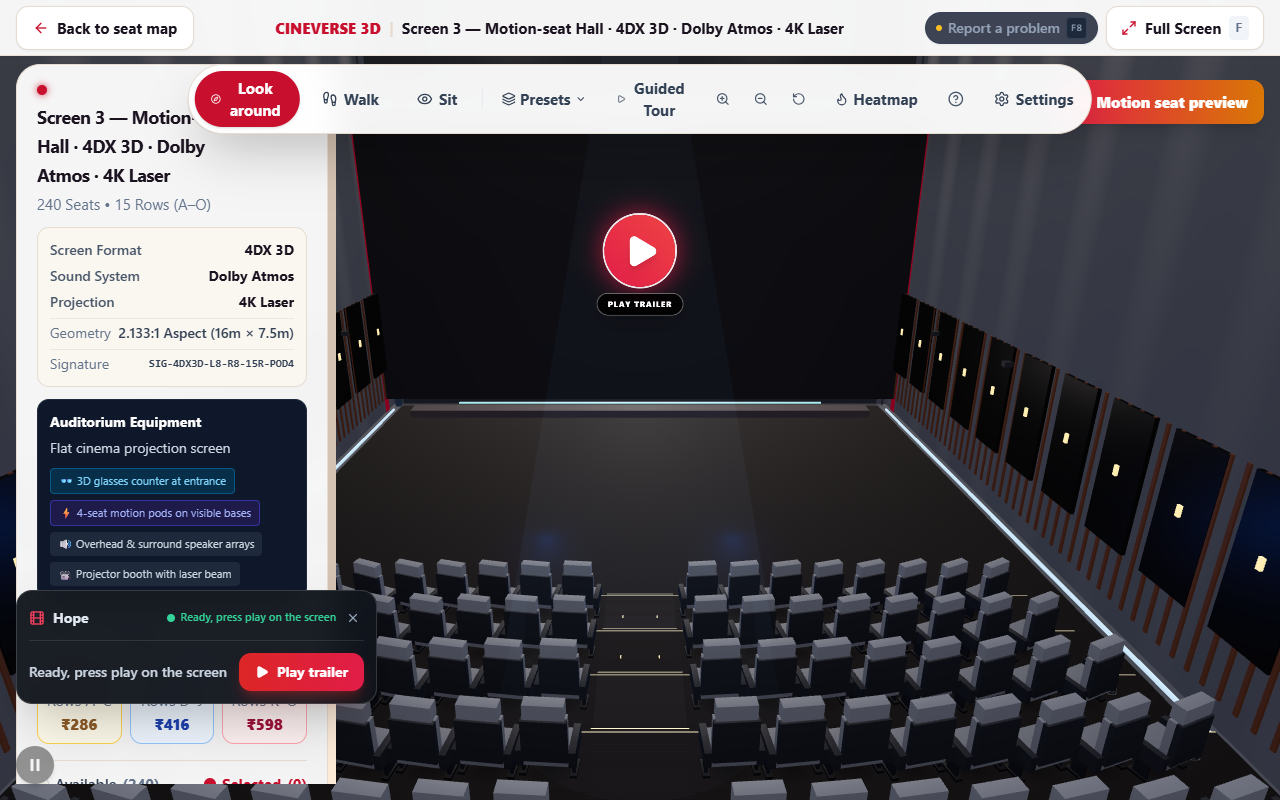 Back to seat map
CINEVERSE 3D | Screen 3 — Motion-seat Hall · 4DX 3D · Dolby Atmos · 4K Laser
Report a problem F8
Full Screen F
Look around
Walk
Sit
Presets
Guided Tour
Heatmap
Settings
Motion seat preview
Screen 3 — Motion-
Hall · 4DX 3D · Dolby
Atmos · 4K Laser
240 Seats • 15 Rows (A–O)
Screen Format 4DX 3D
Sound System Dolby Atmos
Projection 4K Laser
Geometry 2.133:1 Aspect (16m × 7.5m)
Signature SIG-4DX3D-L8-R8-15R-POD4
Auditorium Equipment
Flat cinema projection screen
3D glasses counter at entrance
4-seat motion pods on visible bases
Overhead & surround speaker arrays
Projector booth with laser beam
PLAY TRAILER
Hope
Ready, press play on the screen
Ready, press play on the screen
Play trailer
₹286 ₹416 ₹598
Available (240) Selected (0)